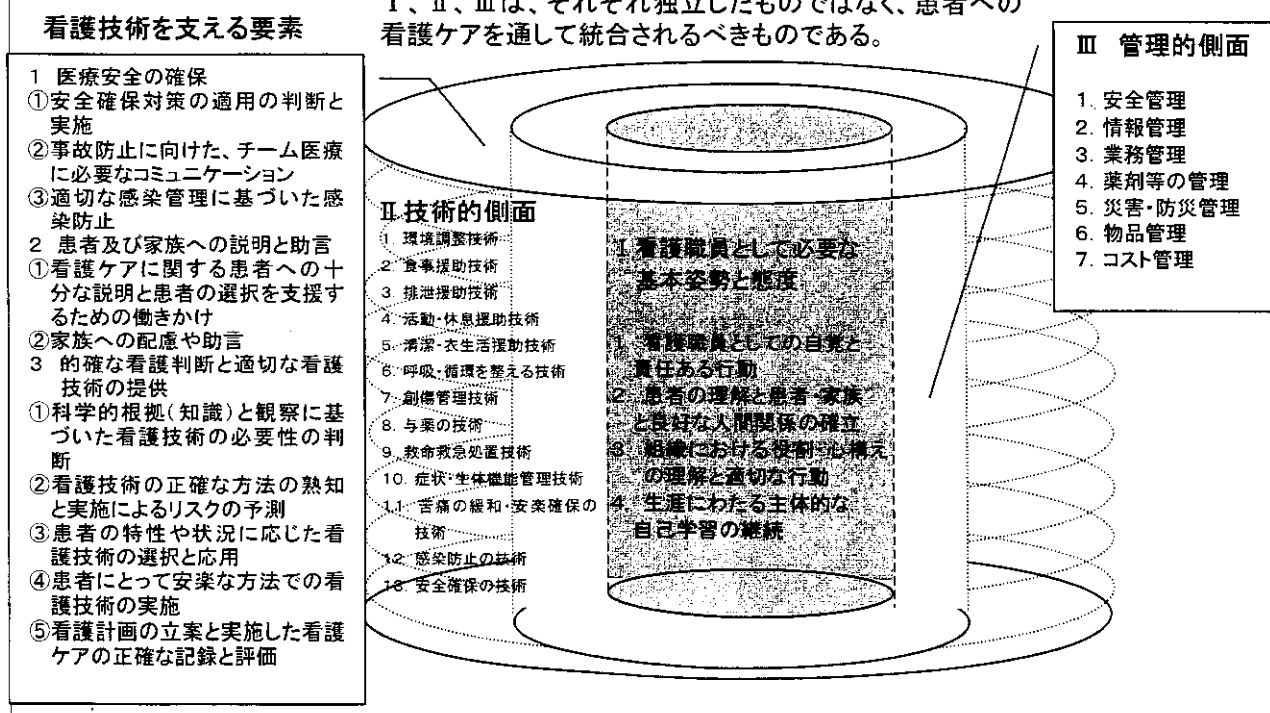 Ⅰ、Ⅱ、Ⅲは、それぞれ独立したものではなく、患者への
看護ケアを通して統合されるべきものである。
看護技術を支える要素
1 医療安全の確保
①安全確保対策の適用の判断と
実施
②事故防止に向けた、チーム医療
に必要なコミュニケーション
③適切な感染管理に基づいた感
染防止
2 患者及び家族への説明と助言
①看護ケアに関する患者への十
分な説明と患者の選択を支援す
るための働きかけ
②家族への配慮や助言
3 的確な看護判断と適切な看護
技術の提供
①科学的根拠(知識)と観察に基
づいた看護技術の必要性の判
断
②看護技術の正確な方法の熟知
と実施によるリスクの予測
③患者の特性や状況に応じた看
護技術の選択と応用
④患者にとって安楽な方法での看
護技術の実施
⑤看護計画の立案と実施した看護
ケアの正確な記録と評価
Ⅱ 技術的側面
1. 環境調整技術
2. 食事援助技術
3. 排泄援助技術
4. 活動・休息援助技術
5. 清潔・衣生活援助技術
6. 呼吸・循環を整える技術
7. 創傷管理技術
8. 与薬の技術
9. 救命救急処置技術
10. 症状・生体機能管理技術
11. 苦痛の緩和・安楽確保の
技術
12. 感染防止の技術
13. 安全確保の技術
Ⅰ 看護職員として必要な
基本姿勢と態度
1. 看護職員としての自覚と
責任ある行動
2. 患者の理解と患者・家族
と良好な人間関係の確立
3. 組織における役割・心構え
の理解と適切な行動
4. 生涯にわたる主体的な
自己学習の継続
Ⅲ 管理的側面
1. 安全管理
2. 情報管理
3. 業務管理
4. 薬剤等の管理
5. 災害・防災管理
6. 物品管理
7. コスト管理